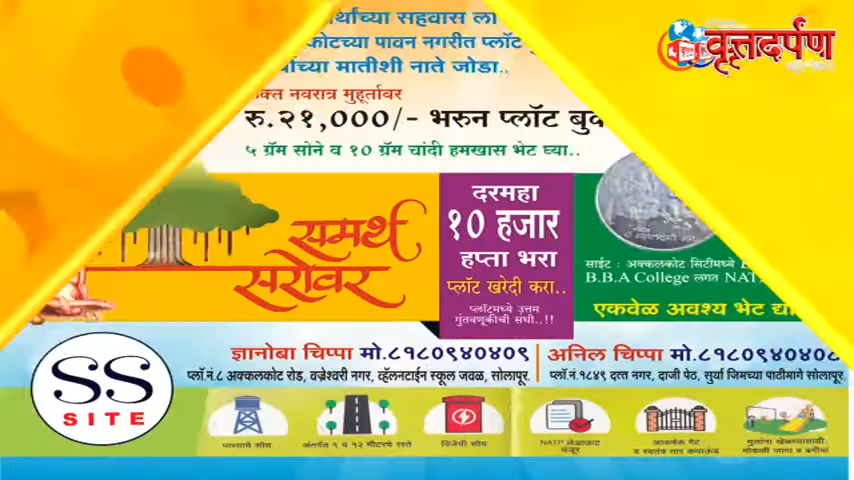 र्थांच्या सहवास ला
कोटच्या पावन नगरीत प्लॉट
र्थांच्या मातीशी नाते जोडा..
वृत्तदर्पण
क्त नवरात्र मुहूर्तावर
रु.२१,०००/- भरुन प्लॉट बुक
५ ग्रॅम सोने व १० ग्रॅम चांदी हमखास भेट घ्या..
समर्थ
सरोवर
दरमहा
१० हजार
हप्ता भरा
प्लॉट खरेदी करा..
प्लॉटमध्ये उत्तम
गुंतवणूकीची संधी..!!
साईट : अक्कलकोट सिटीमध्ये
B.B.A College लगत NAT
एकवेळ अवश्य भेट द्या
SS
SITE
ज्ञानोबा चिप्पा मो.८१८०९४०४०९
प्लॉ.नं.८ अक्कलकोट रोड, वज्रेश्वरी नगर, व्हॅलनटाईन स्कूल जवळ, सोलापूर.
अनिल चिप्पा मो.८१८०९४०४०८
प्लॉ.नं.१८४९ दत्त नगर, दाजी पेठ, सुर्या जिमच्या पाठीमागे सोलापूर.
पाण्याची सोय
अंतर्गत ९ व १२ मीटरचे रस्ते
विजेची सोय
NATP लेआऊट
मंजूर
आकर्षक गेट
व स्वतंत्र तार कंपाऊंड
मुलांना खेळण्यासाठी
मोकळी जागा व बगीचा